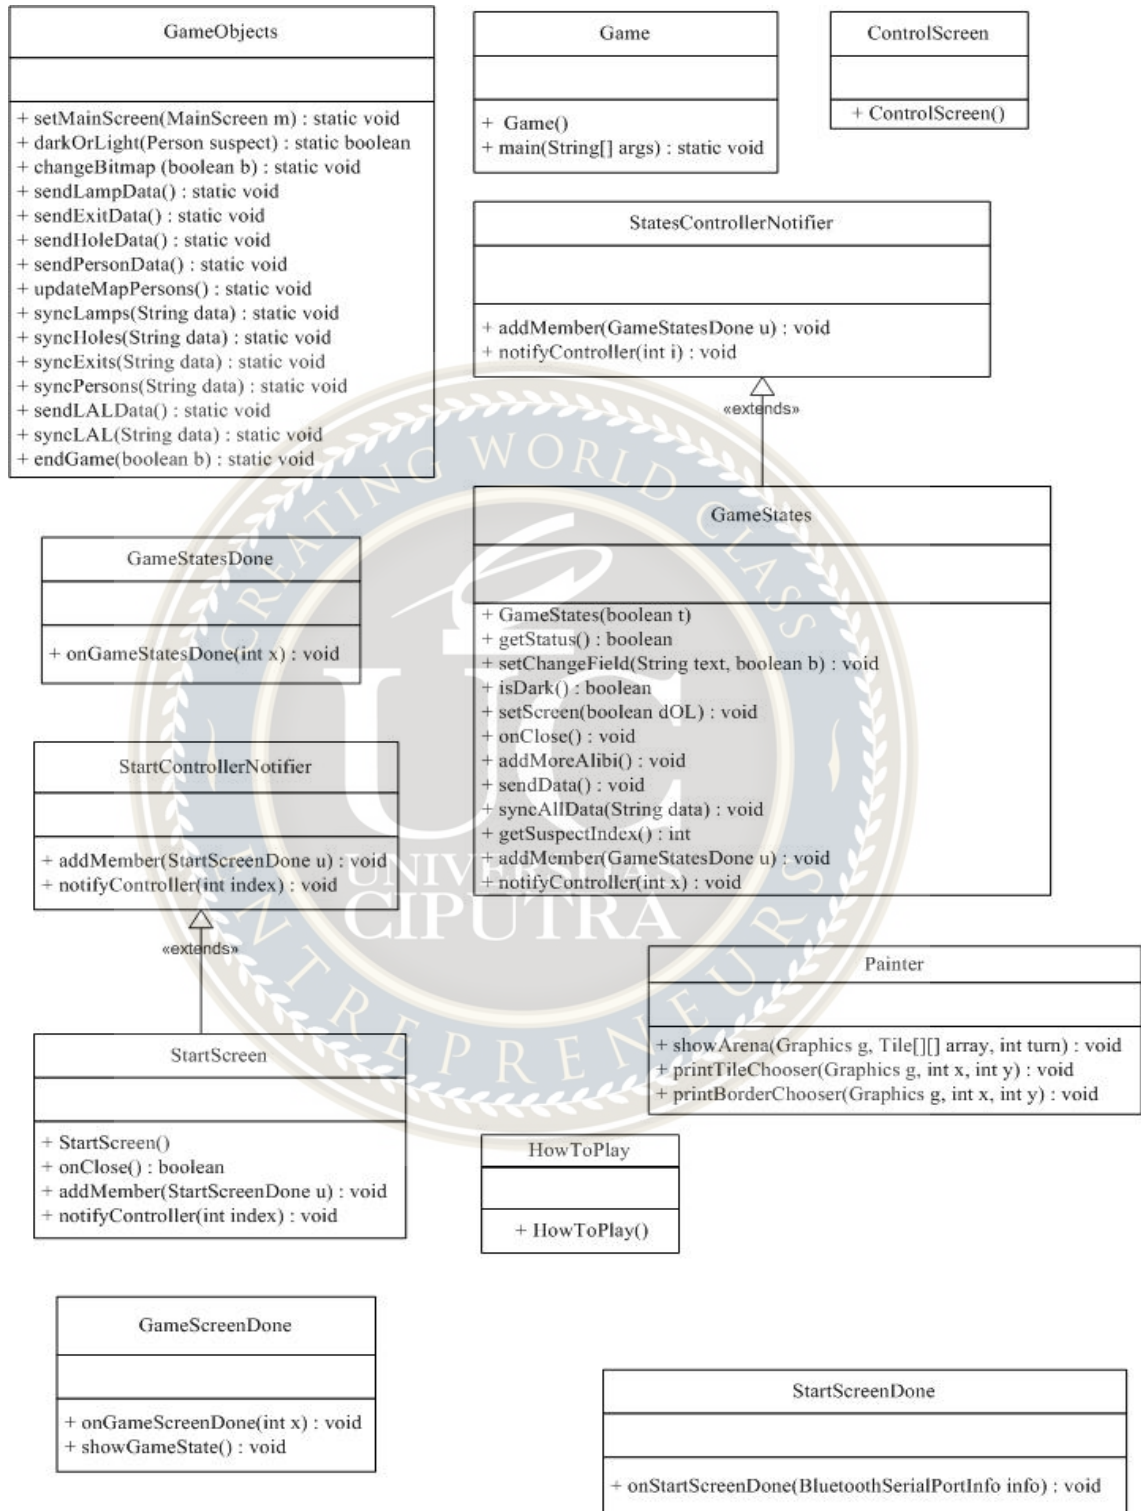 GameObjects
+ setMainScreen(MainScreen m) : static void
+ darkOrLight(Person suspect) : static boolean
+ changeBitmap (boolean b) : static void
+ sendLampData() : static void
+ sendExitData() : static void
+ sendHoleData() : static void
+ sendPersonData() : static void
+ updateMapPersons() : static void
+ syncLamps(String data) : static void
+ syncHoles(String data) : static void
+ syncExits(String data) : static void
+ syncPersons(String data) : static void
+ sendLALData() : static void
+ syncLAL(String data) : static void
+ endGame(boolean b) : static void
Game
+ Game()
+ main(String[] args) : static void
ControlScreen
+ ControlScreen()
StatesControllerNotifier
+ addMember(GameStatesDone u) : void
+ notifyController(int i) : void
«extends»
GameStates
+ GameStates(boolean t)
+ getStatus() : boolean
+ setChangeField(String text, boolean b) : void
+ isDark() : boolean
+ setScreen(boolean dOL) : void
+ onClose() : void
+ addMoreAlibi() : void
+ sendData() : void
+ syncAllData(String data) : void
+ getSuspectIndex() : int
+ addMember(GameStatesDone u) : void
+ notifyController(int x) : void
GameStatesDone
+ onGameStatesDone(int x) : void
StartControllerNotifier
+ addMember(StartScreenDone u) : void
+ notifyController(int index) : void
«extends»
StartScreen
+ StartScreen()
+ onClose() : boolean
+ addMember(StartScreenDone u) : void
+ notifyController(int index) : void
Painter
+ showArena(Graphics g, Tile[][] array, int turn) : void
+ printTileChooser(Graphics g, int x, int y) : void
+ printBorderChooser(Graphics g, int x, int y) : void
HowToPlay
+ HowToPlay()
GameScreenDone
+ onGameScreenDone(int x) : void
+ showGameState() : void
StartScreenDone
+ onStartScreenDone(BluetoothSerialPortInfo info) : void
CREATING WORLD CLASS
UC
UNIVERSITAS
CIPUTRA
ENTREPRENEURS